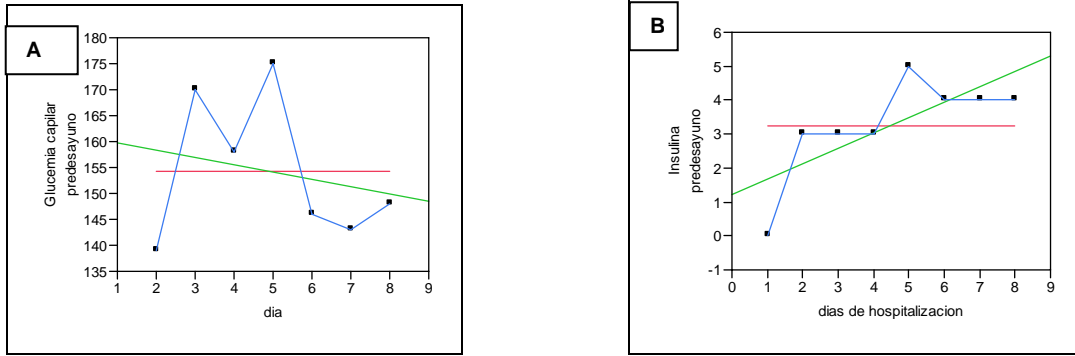 A
Glucemia capilar
predesayuno
180
175
170
165
160
155
150
145
140
135
1 2 3 4 5 6 7 8 9
dia
B
Insulina
predesayuno
6
5
4
3
2
1
0
-1
0 1 2 3 4 5 6 7 8 9
dias de hospitalizacion